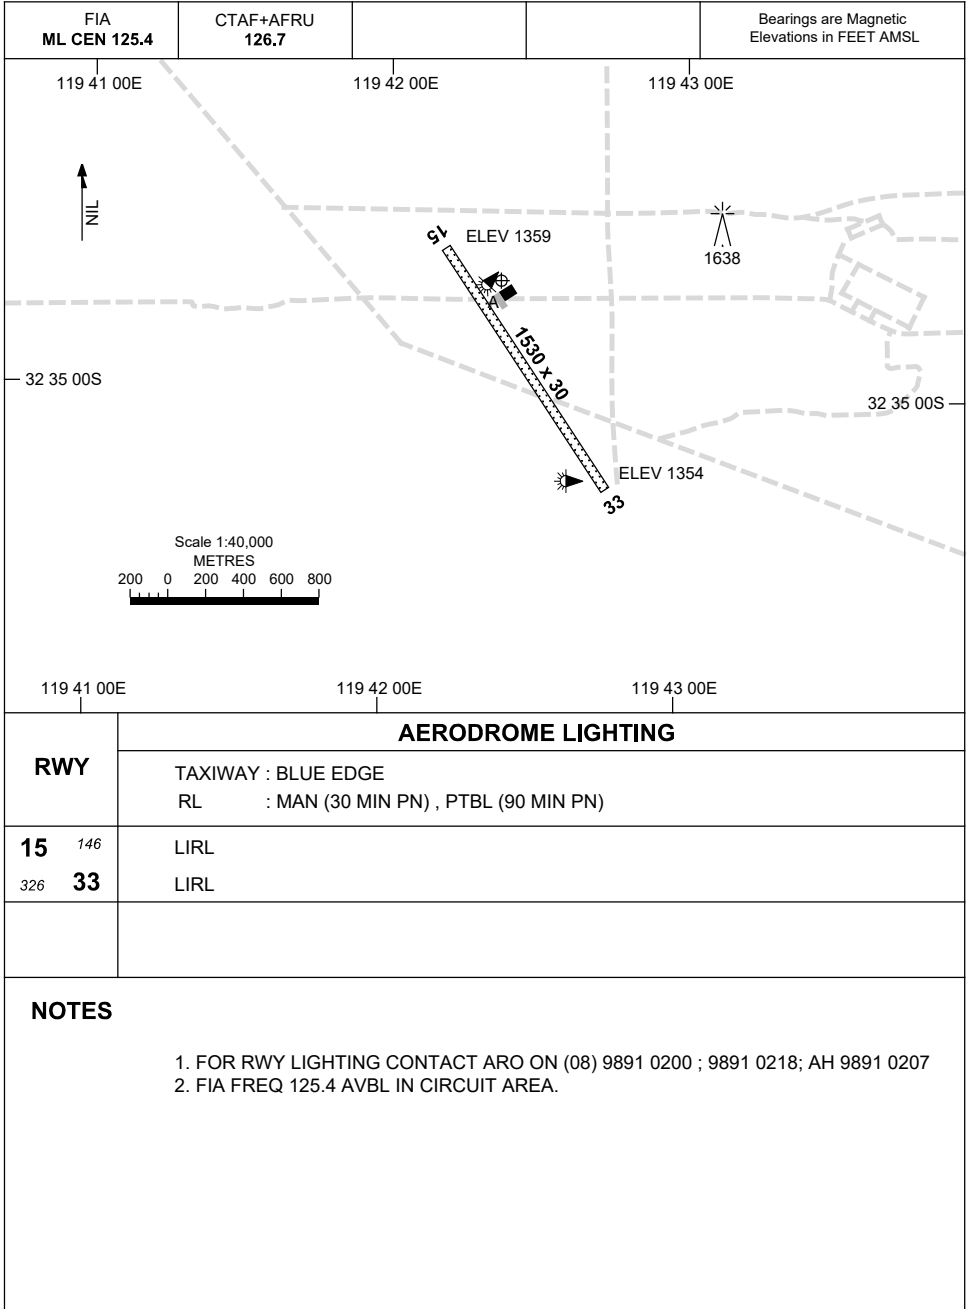 FIA
ML CEN 125.4
CTAF+AFRU
126.7
Bearings are Magnetic
Elevations in FEET AMSL
119 41 00E
119 42 00E
119 43 00E
NIL
15
ELEV 1359
1638
A
1530 x 30
32 35 00S
32 35 00S
ELEV 1354
33
Scale 1:40,000
METRES
200 0 200 400 600 800
119 41 00E
119 42 00E
119 43 00E
RWY
AERODROME LIGHTING
TAXIWAY : BLUE EDGE
RL : MAN (30 MIN PN) , PTBL (90 MIN PN)
15 146 LIRL
326 33 LIRL
NOTES
1. FOR RWY LIGHTING CONTACT ARO ON (08) 9891 0200 ; 9891 0218; AH 9891 0207
2. FIA FREQ 125.4 AVBL IN CIRCUIT AREA.